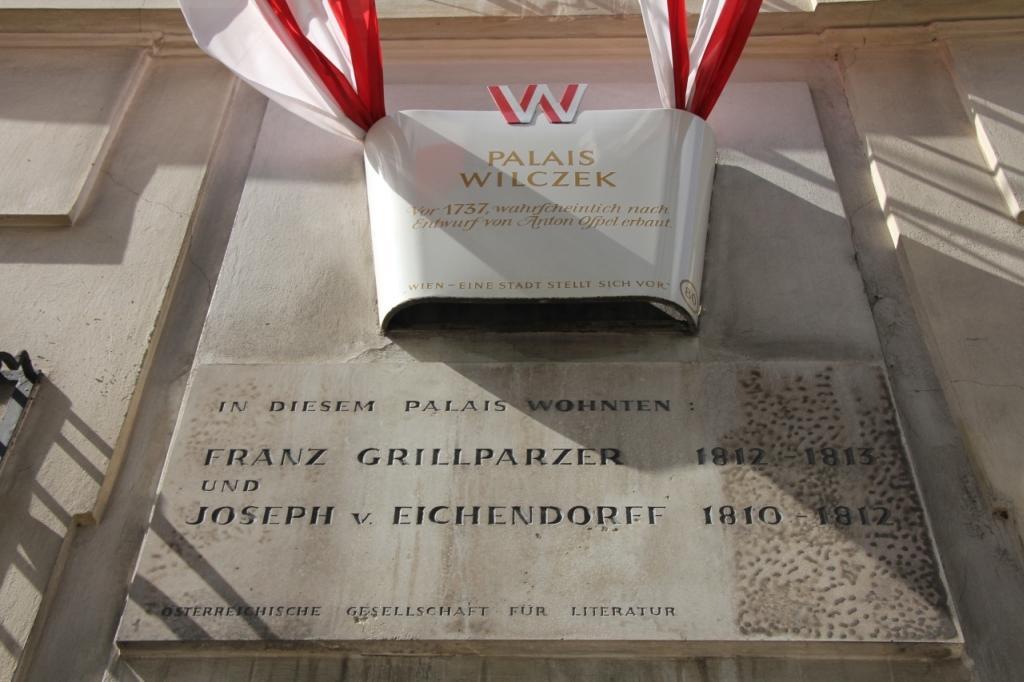 W
PALAIS
WILCZEK
Vor 1737, wahrscheinlich nach
Entwurf von Anton Ospel erbaut.
WIEN – EINE STADT STELLT SICH VOR
80
IN DIESEM PALAIS WOHNTEN :
FRANZ GRILLPARZER 1812 – 1813
UND
JOSEPH v. EICHENDORFF 1810 – 1812
ÖSTERREICHISCHE GESELLSCHAFT FÜR LITERATUR